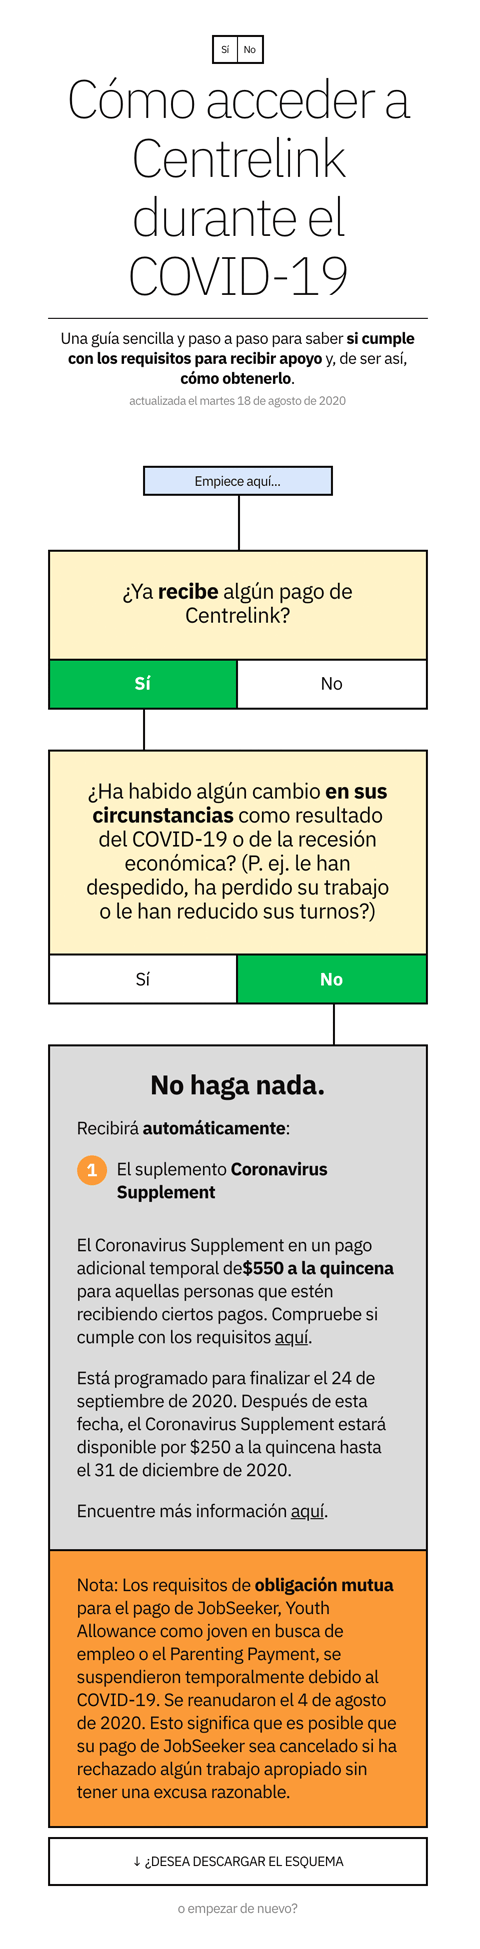 Sí No
Cómo acceder a
Centrelink
durante el
COVID-19
Una guía sencilla y paso a paso para saber si cumple
con los requisitos para recibir apoyo y, de ser así,
cómo obtenerlo.
actualizada el martes 18 de agosto de 2020
Empiece aquí...
¿Ya recibe algún pago de
Centrelink?
Sí No
¿Ha habido algún cambio en sus
circunstancias como resultado
del COVID-19 o de la recesión
económica? (P. ej. le han
despedido, ha perdido su trabajo
o le han reducido sus turnos?)
Sí No
No haga nada.
Recibirá automáticamente:
1 El suplemento Coronavirus
Supplement
El Coronavirus Supplement en un pago
adicional temporal de$550 a la quincena
para aquellas personas que estén
recibiendo ciertos pagos. Compruebe si
cumple con los requisitos aquí.
Está programado para finalizar el 24 de
septiembre de 2020. Después de esta
fecha, el Coronavirus Supplement estará
disponible por $250 a la quincena hasta
el 31 de diciembre de 2020.
Encuentre más información aquí.
Nota: Los requisitos de obligación mutua
para el pago de JobSeeker, Youth
Allowance como joven en busca de
empleo o el Parenting Payment, se
suspendieron temporalmente debido al
COVID-19. Se reanudaron el 4 de agosto
de 2020. Esto significa que es posible que
su pago de JobSeeker sea cancelado si ha
rechazado algún trabajo apropiado sin
tener una excusa razonable.
↓ ¿DESEA DESCARGAR EL ESQUEMA
o empezar de nuevo?